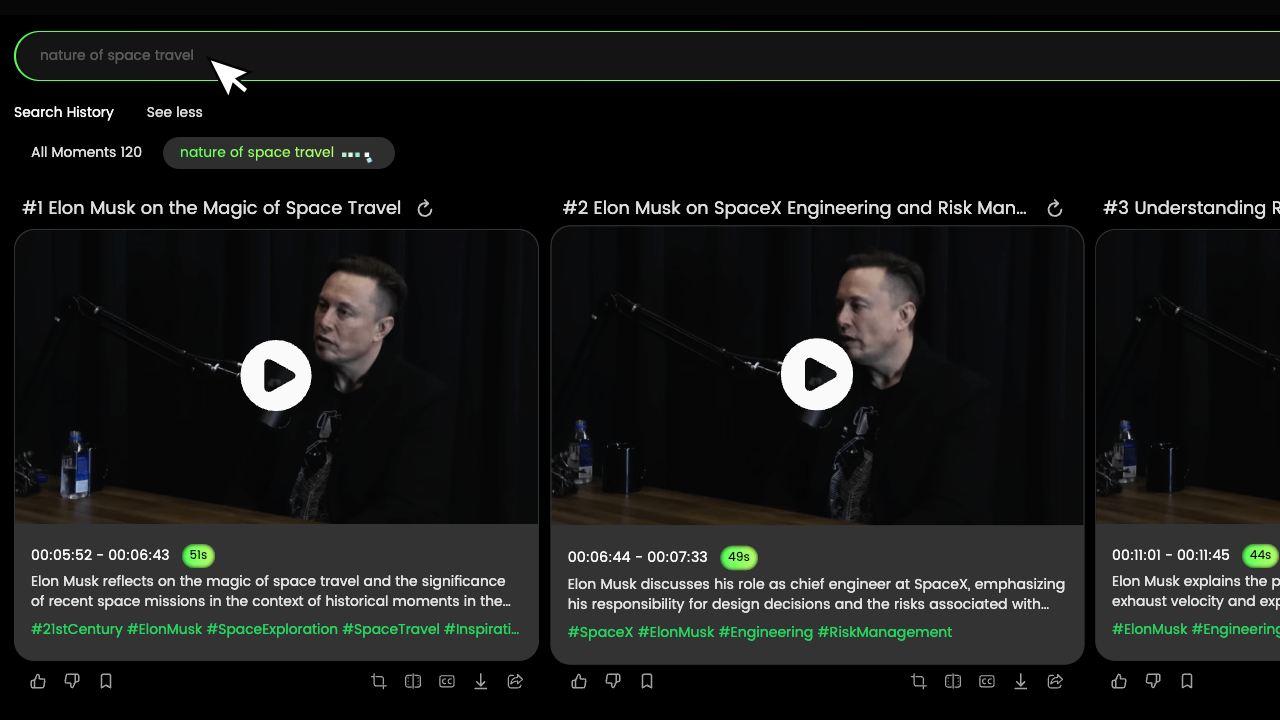 nature of space travel
Search History See less
All Moments 120 nature of space travel
#1 Elon Musk on the Magic of Space Travel
00:05:52 - 00:06:43 51s
Elon Musk reflects on the magic of space travel and the significance
of recent space missions in the context of historical moments in the...
#21stCentury #ElonMusk #SpaceExploration #SpaceTravel #Inspirati...
CC
#2 Elon Musk on SpaceX Engineering and Risk Man...
00:06:44 - 00:07:33 49s
Elon Musk discusses his role as chief engineer at SpaceX, emphasizing
his responsibility for design decisions and the risks associated with...
#SpaceX #ElonMusk #Engineering #RiskManagement
CC
#3 Understanding R
00:11:01 - 00:11:45 44s
Elon Musk explains the p
exhaust velocity and exp
#ElonMusk #Engineering